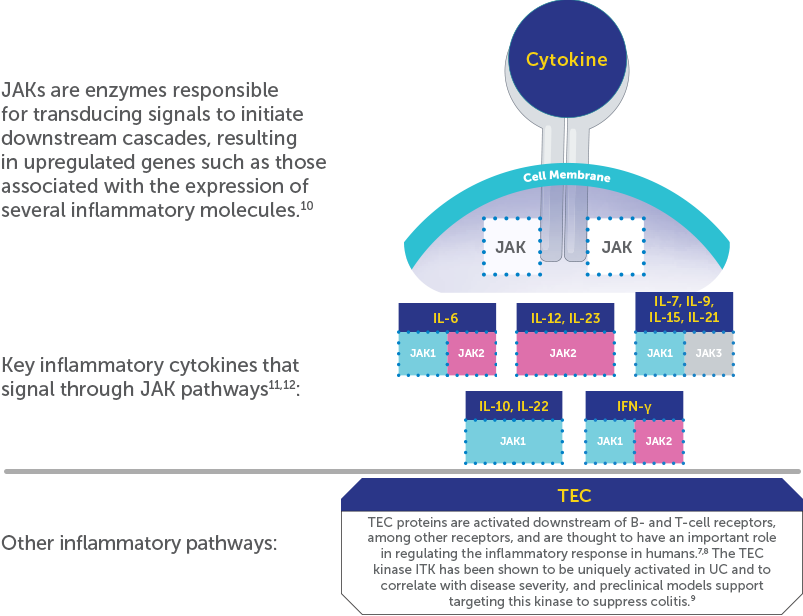 Cytokine
JAKs are enzymes responsible
for transducing signals to initiate
downstream cascades, resulting
in upregulated genes such as those
associated with the expression of
several inflammatory molecules.10
Cell Membrane
JAK JAK
Key inflammatory cytokines that
signal through JAK pathways11,12:
IL-6
JAK1 JAK2
IL-12, IL-23
JAK2
IL-7, IL-9,
IL-15, IL-21
JAK1 JAK3
IL-10, IL-22
JAK1
IFN-γ
JAK1 JAK2
Other inflammatory pathways:
TEC
TEC proteins are activated downstream of B- and T-cell receptors,
among other receptors, and are thought to have an important role
in regulating the inflammatory response in humans.7,8 The TEC
kinase ITK has been shown to be uniquely activated in UC and to
correlate with disease severity, and preclinical models support
targeting this kinase to suppress colitis.9